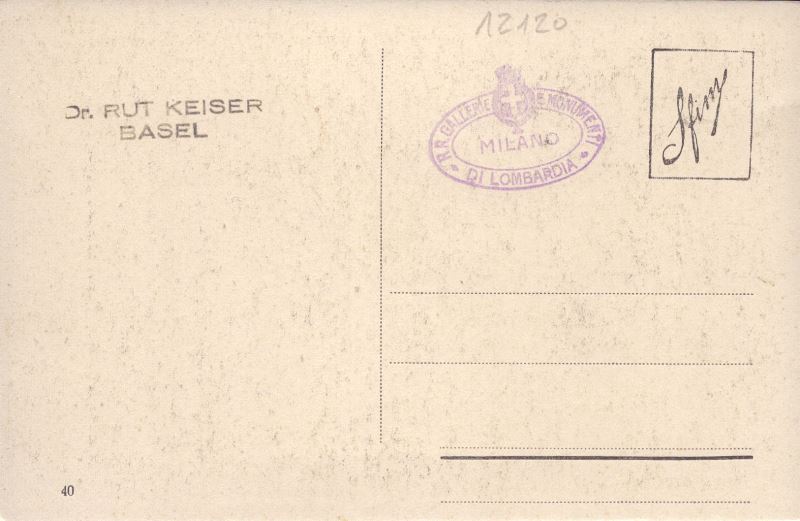 12120
Dr. RUT KEISER
BASEL
R.R. GALLERIE E MONUMENTI
MILANO
DI LOMBARDIA
40